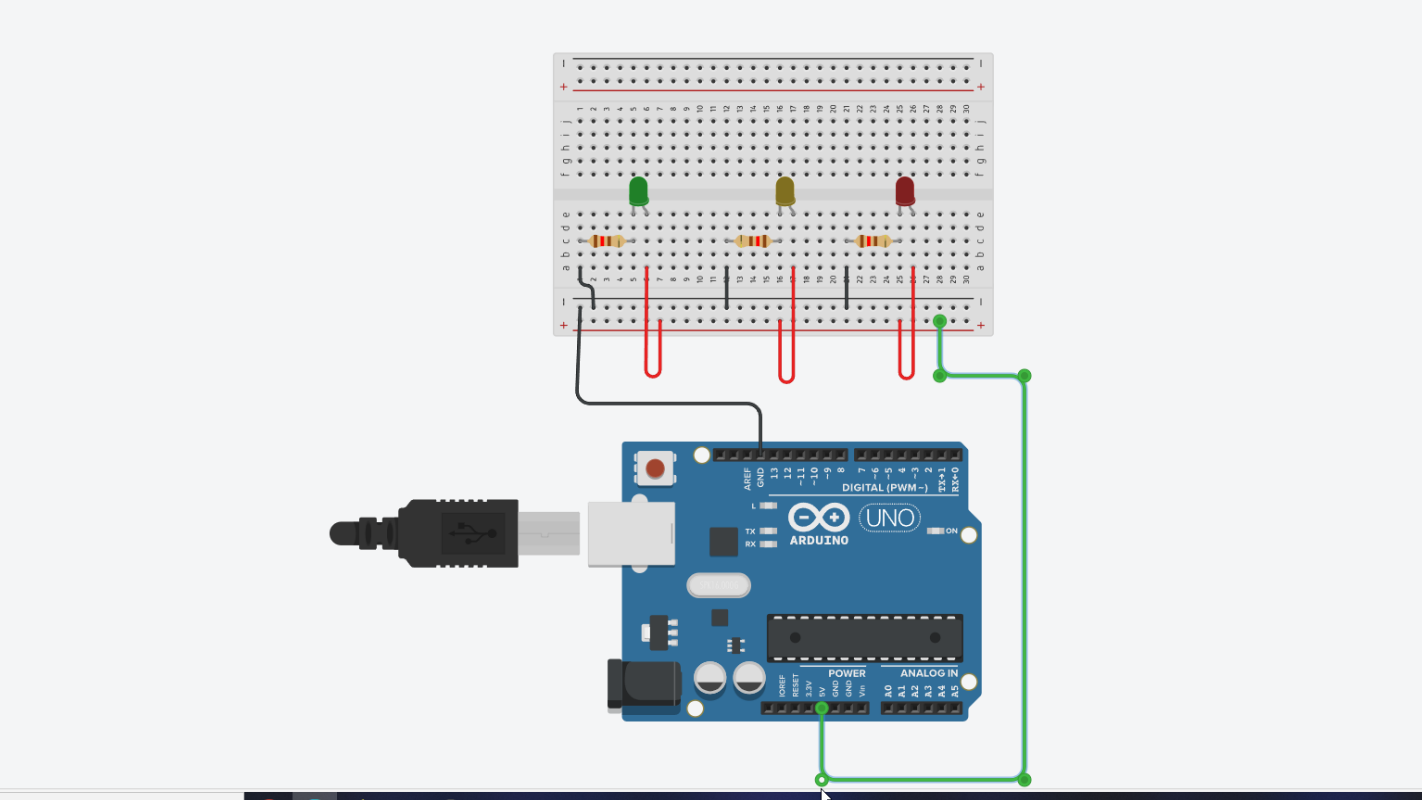 − −
+ +
1 2 3 4 5 6 7 8 9 10 11 12 13 14 15 16 17 18 19 20 21 22 23 24 25 26 27 28 29 30
j j
i i
h h
g g
f f
e e
d d
c c
b b
a a
1 2 3 4 5 6 7 8 9 10 11 12 13 14 15 16 17 18 19 20 21 22 23 24 25 26 27 28 29 30
− −
+ +
AREF GND 13 12 ~11 ~10 ~9 8 7 ~6 ~5 4 ~3 2 TX→1 RX←0
DIGITAL (PWM~)
L
TX
RX
UNO
ON
ARDUINO
POWER ANALOG IN
IOREF RESET 3.3V 5V GND GND Vin A0 A1 A2 A3 A4 A5